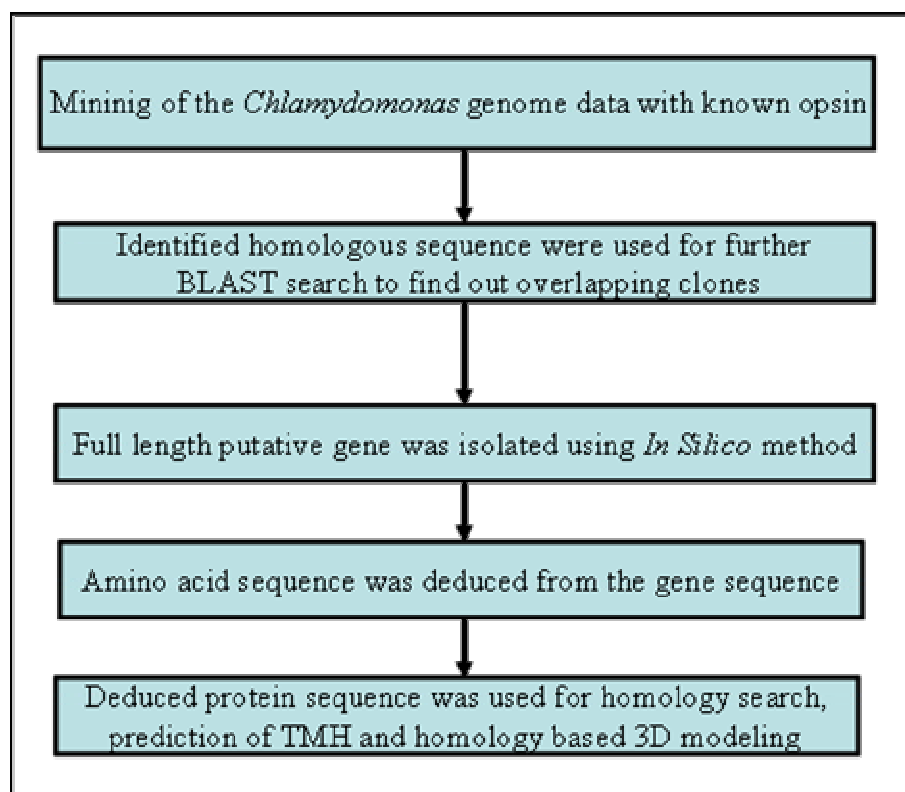 Mininig of the Chlamydomonas genome data with known opsin
Identified homologous sequence were used for further
BLAST search to find out overlapping clones
Full length putative gene was isolated using In Silico method
Amino acid sequence was deduced from the gene sequence
Deduced protein sequence was used for homology search,
prediction of TMH and homology based 3D modeling